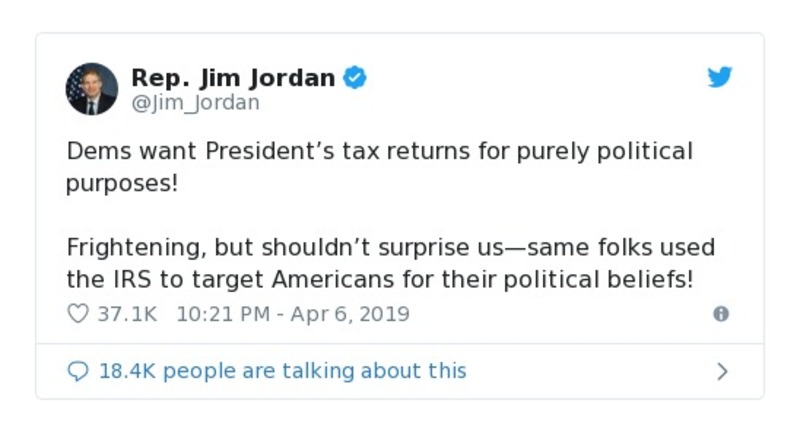 Rep. Jim Jordan
@Jim_Jordan
Dems want President’s tax returns for purely political
purposes!
Frightening, but shouldn’t surprise us—same folks used
the IRS to target Americans for their political beliefs!
37.1K 10:21 PM - Apr 6, 2019
18.4K people are talking about this